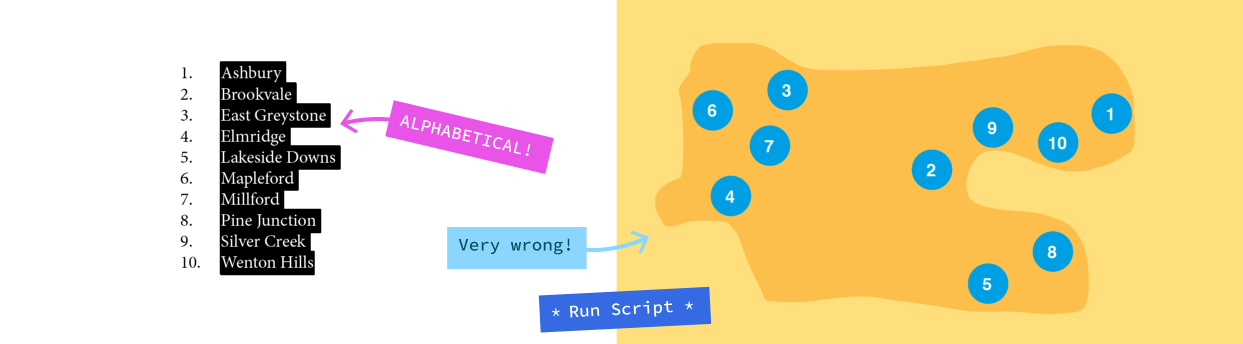 1. Ashbury
2. Brookvale
3. East Greystone
4. Elmridge
5. Lakeside Downs
6. Mapleford
7. Millford
8. Pine Junction
9. Silver Creek
10. Wenton Hills
ALPHABETICAL!
Very wrong!
* Run Script *
3
6
1
9
7
10
2
4
8
5